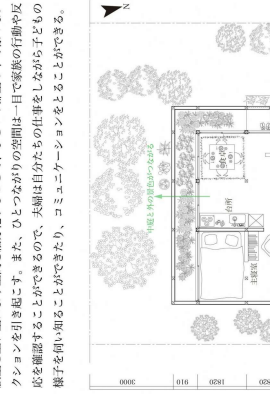 クションを引き起こす。また、ひとつながりの空間は一目で家族の行動や反
応を確認することができるので、夫婦は自分たちの仕事をしながら子どもの
様子を伺い知ることができたり、コミュニケーションをとることができる。
N
中庭と外の景色がつながる
台所
主寝室
3000
910
1820
1820